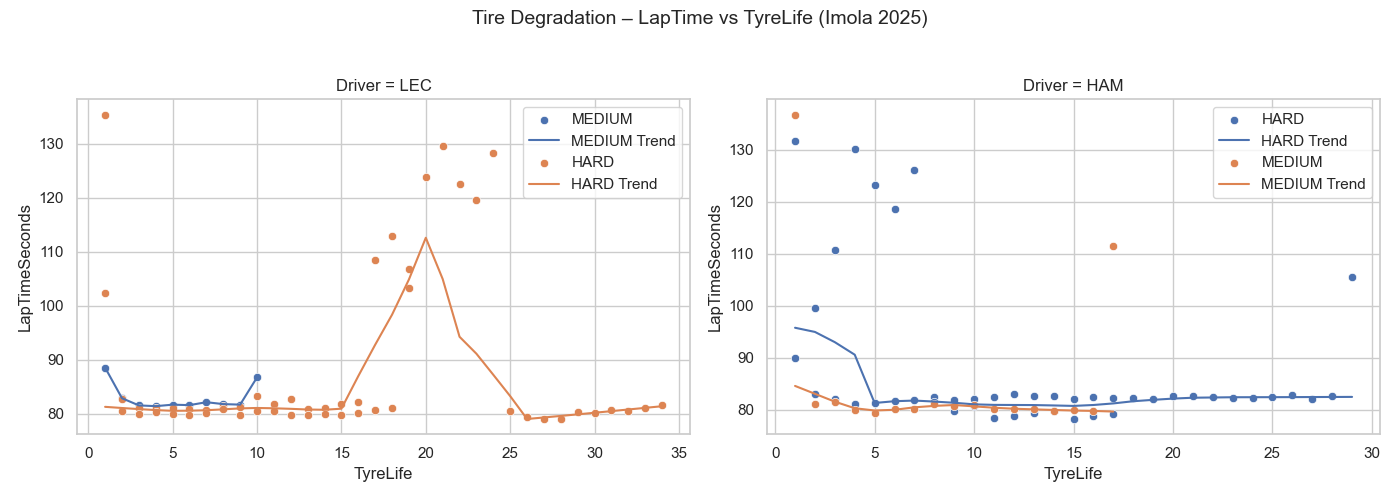 Tire Degradation – LapTime vs TyreLife (Imola 2025)
Driver = LEC
MEDIUM
MEDIUM Trend
HARD
HARD Trend
LapTimeSeconds
130
120
110
100
90
80
0 5 10 15 20 25 30 35
TyreLife
Driver = HAM
HARD
HARD Trend
MEDIUM
MEDIUM Trend
LapTimeSeconds
130
120
110
100
90
80
0 5 10 15 20 25 30
TyreLife